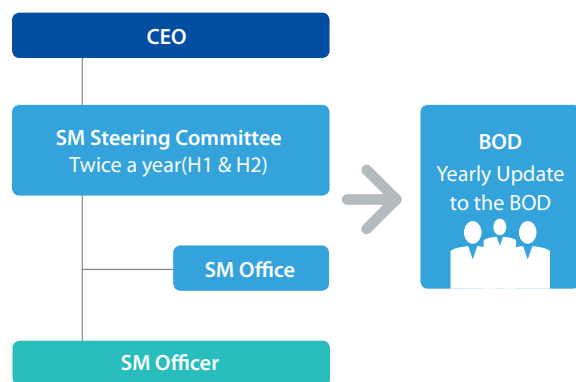 CEO
SM Steering Committee
Twice a year(H1 & H2)
BOD
Yearly Update
to the BOD
SM Office
SM Officer